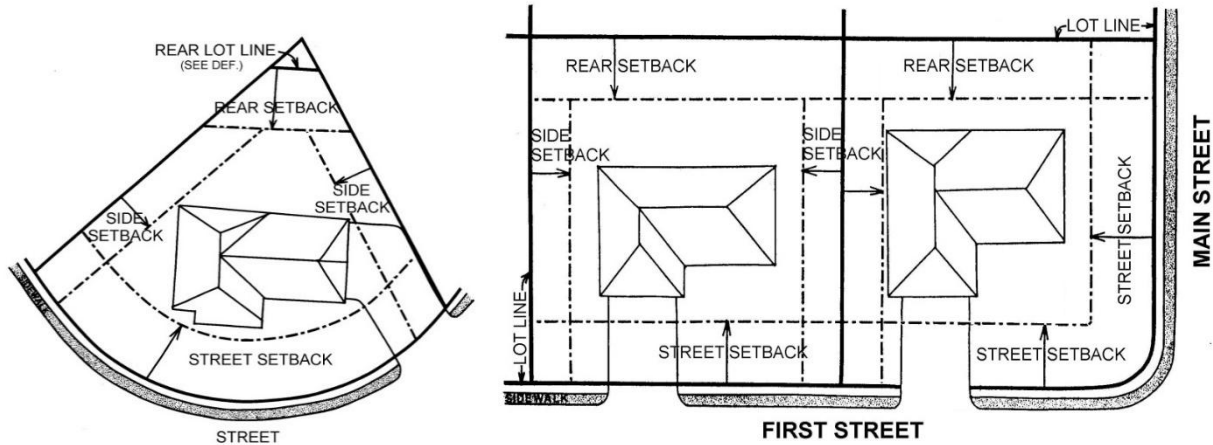 REAR LOT LINE
(SEE DEF.)
REAR SETBACK
SIDE
SETBACK
SIDE
SETBACK
SIDEWALK
STREET SETBACK
STREET
LOT LINE
REAR SETBACK
REAR SETBACK
SIDE
SETBACK
SIDE
SETBACK
STREET SETBACK
MAIN STREET
LOT LINE
STREET SETBACK
STREET SETBACK
SIDEWALK
FIRST STREET